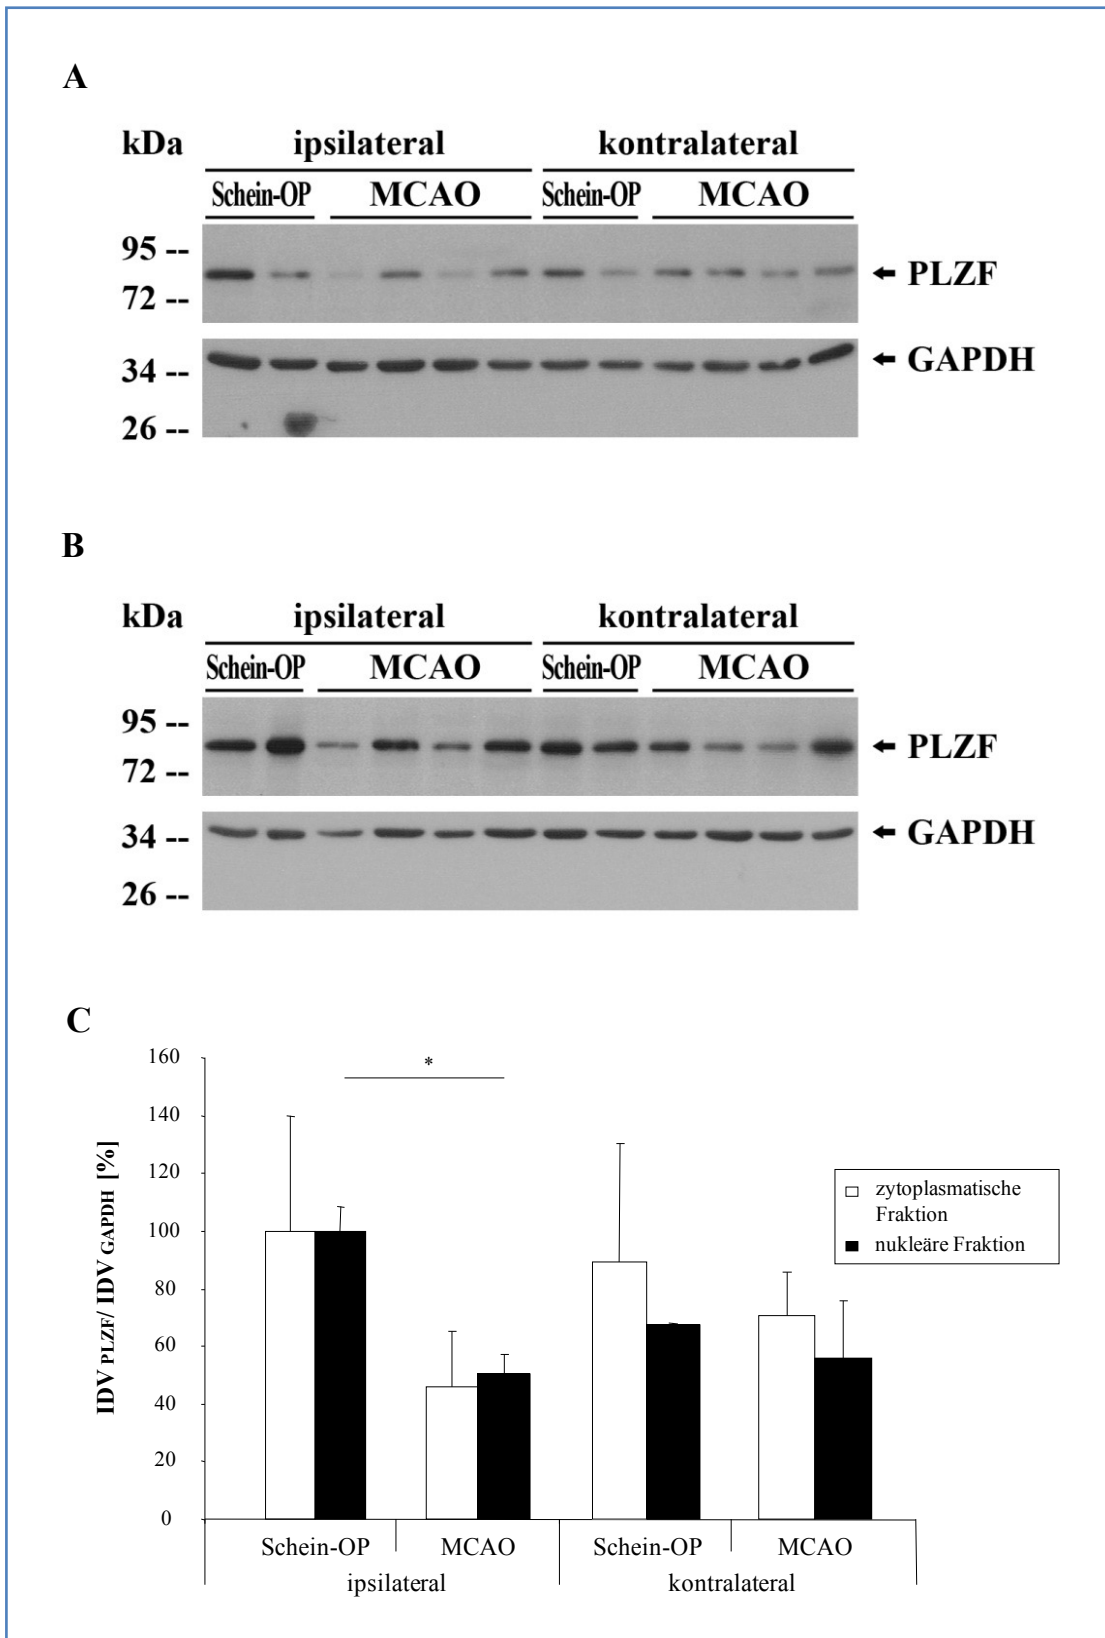 A
kDa ipsilateral kontralateral
Schein-OP MCAO Schein-OP MCAO
95 --
PLZF
72 --
GAPDH
34 --
26 --
B
kDa ipsilateral kontralateral
Schein-OP MCAO Schein-OP MCAO
95 --
PLZF
72 --
GAPDH
34 --
26 --
C
IDV PLZF/ IDV GAPDH [%]
160
140
120
100
80
60
40
20
0
*
zytoplasmatische
Fraktion
nukleäre Fraktion
Schein-OP MCAO Schein-OP MCAO
ipsilateral kontralateral